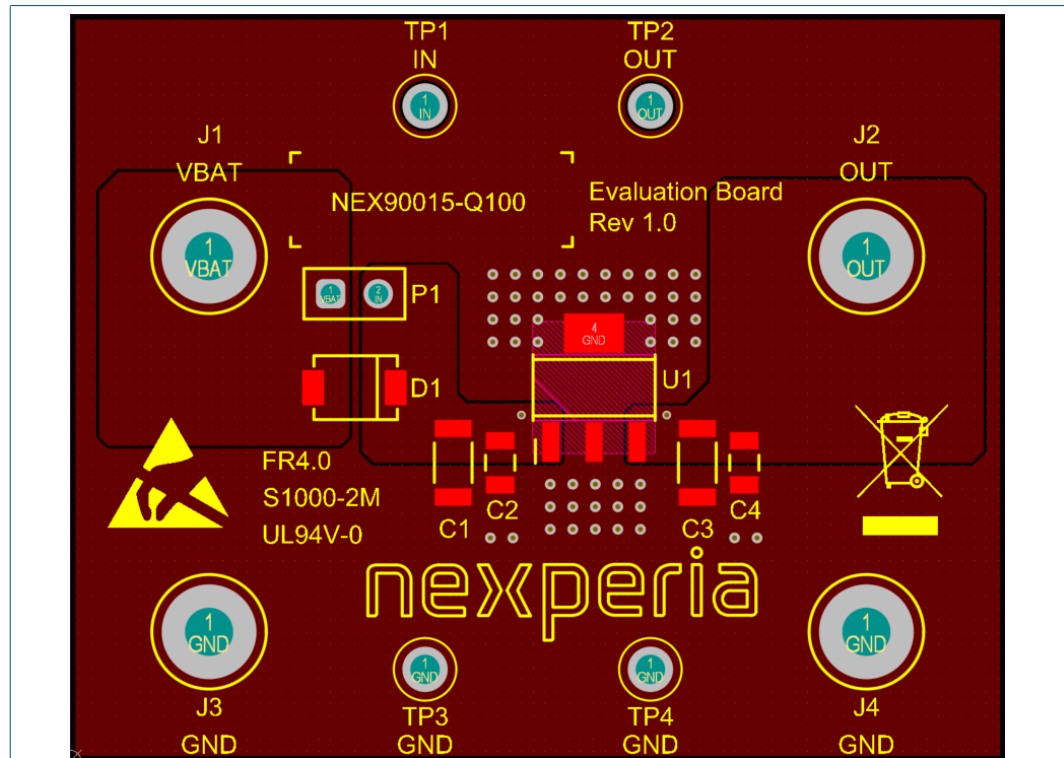 TP1
IN
1
IN
TP2
OUT
1
OUT
J1
VBAT
1
VBAT
NEX90015-Q100
Evaluation Board
Rev 1.0
J2
OUT
1
OUT
1
VBAT
2
IN
P1
4
GND
U1
D1
FR4.0
S1000-2M
UL94V-0
C1
C2
C3
C4
nexperia
1
GND
J3
GND
1
GND
TP3
GND
1
GND
TP4
GND
1
GND
J4
GND